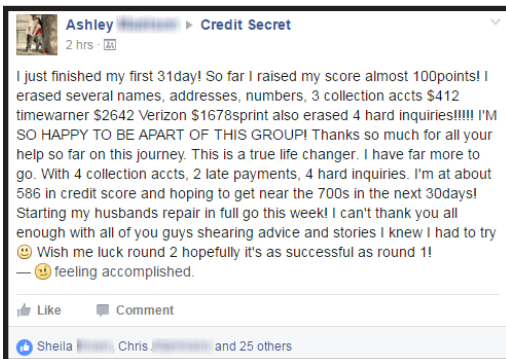 Ashley Credit Secret
2 hrs
I just finished my first 31day! So far I raised my score almost 100points! I
erased several names, addresses, numbers, 3 collection accts $412
timewarner $2642 Verizon $1678sprint also erased 4 hard inquiries!!!!! I'M
SO HAPPY TO BE APART OF THIS GROUP! Thanks so much for all your
help so far on this journey. This is a true life changer. I have far more to
go. With 4 collection accts, 2 late payments, 4 hard inquiries. I'm at about
586 in credit score and hoping to get near the 700s in the next 30days!
Starting my husbands repair in full go this week! I can't thank you all
enough with all of you guys shearing advice and stories I knew I had to try
Wish me luck round 2 hopefully it's as successful as round 1!
— feeling accomplished.
Like Comment
Sheila Chris and 25 others